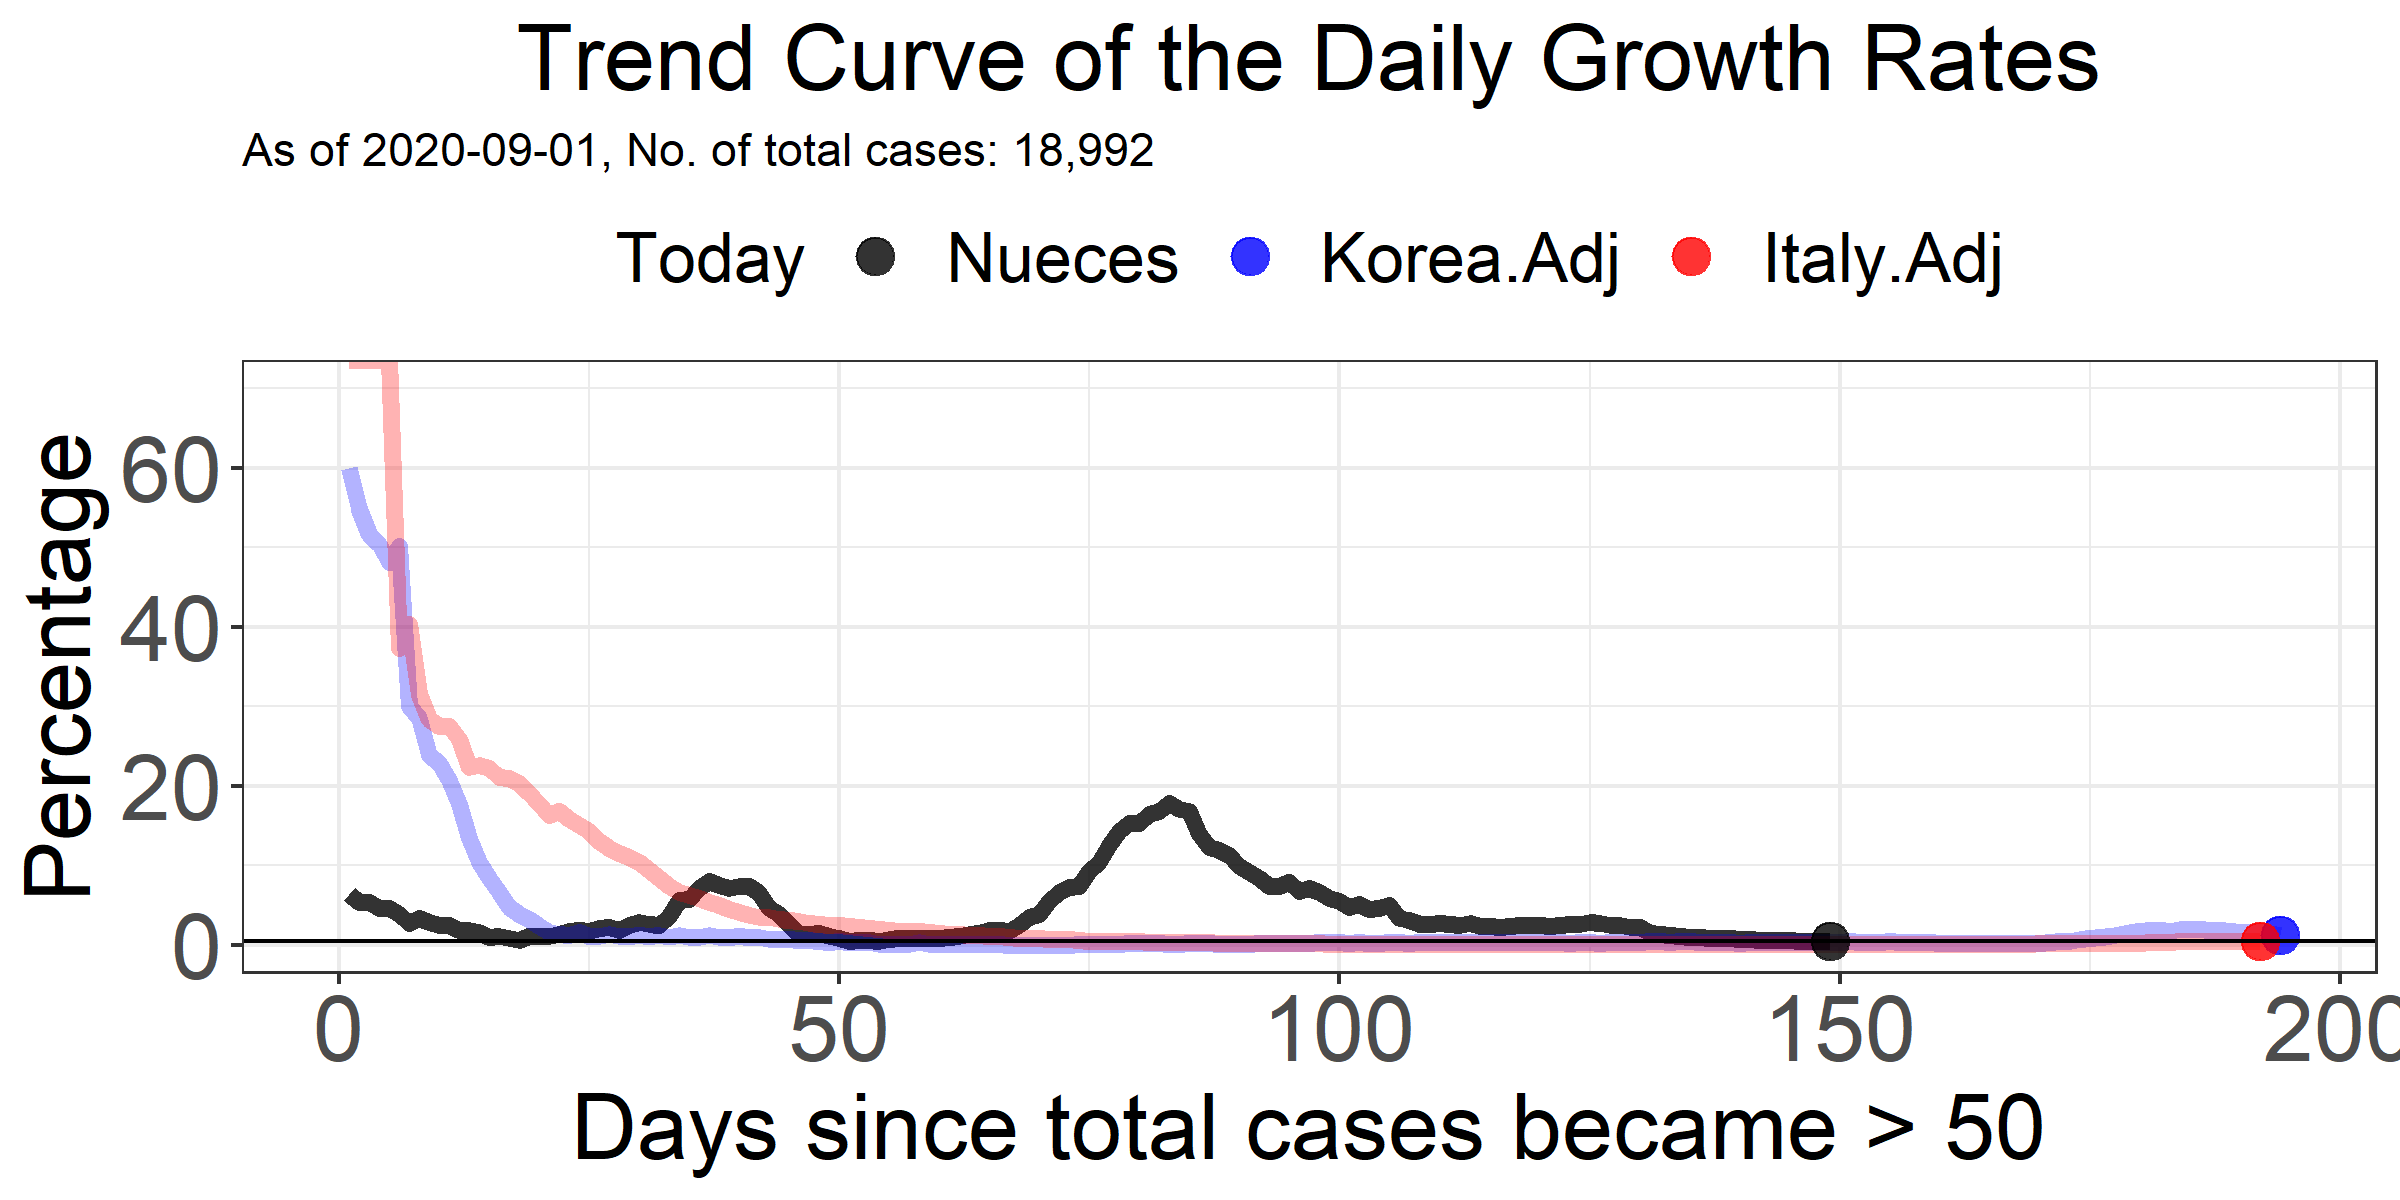 Trend Curve of the Daily Growth Rates
As of 2020-09-01, No. of total cases: 18,992
Today Nueces Korea.Adj Italy.Adj
Percentage
60
40
20
0
0 50 100 150 200
Days since total cases became > 50